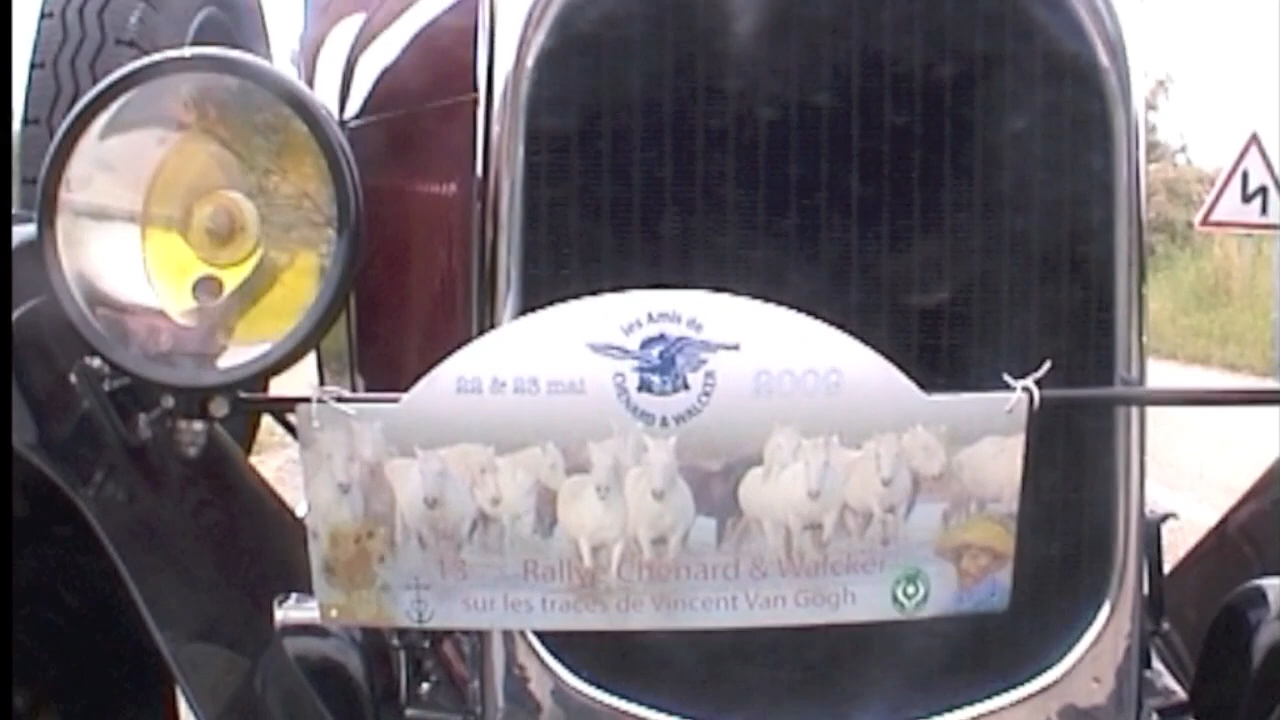 Les Amis de
22 & 23 mai 2009
CHENARD & WALCKER
13 Rallye Chenard & Walcker
sur les traces de Vincent Van Gogh